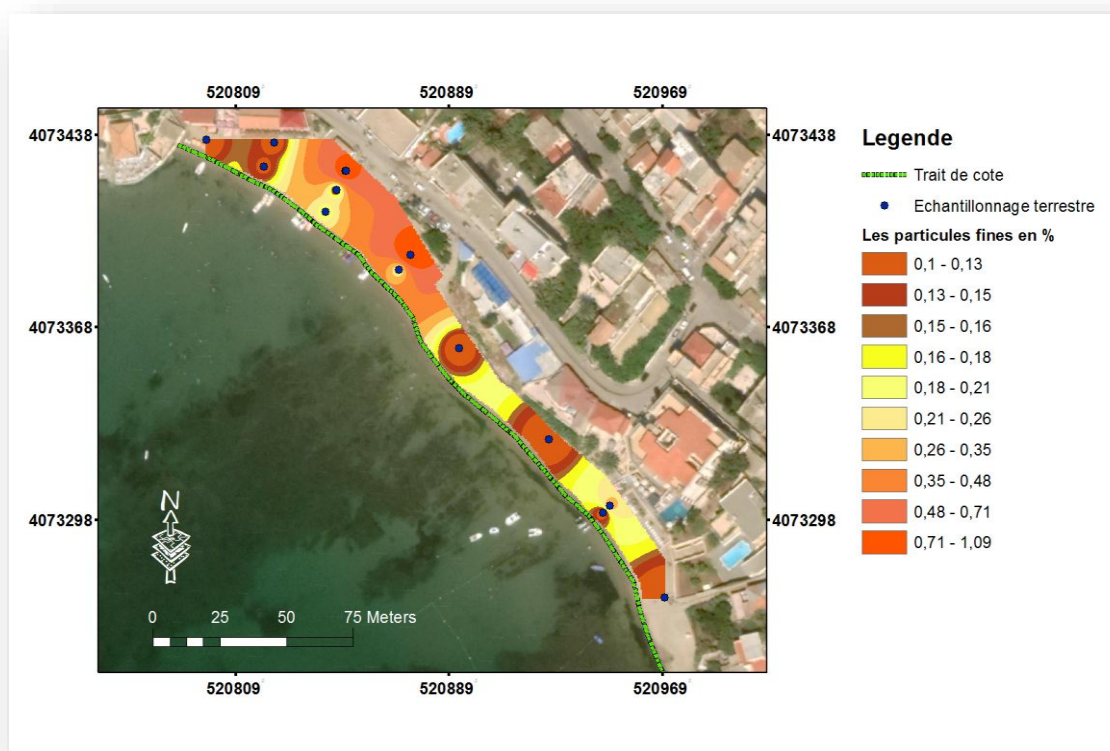 520809 520889 520969
4073438 4073438
4073368 4073368
4073298 4073298
520809 520889 520969
N
0 25 50 75 Meters
Legende
Trait de cote
Echantillonnage terrestre
Les particules fines en %
0,1 - 0,13
0,13 - 0,15
0,15 - 0,16
0,16 - 0,18
0,18 - 0,21
0,21 - 0,26
0,26 - 0,35
0,35 - 0,48
0,48 - 0,71
0,71 - 1,09